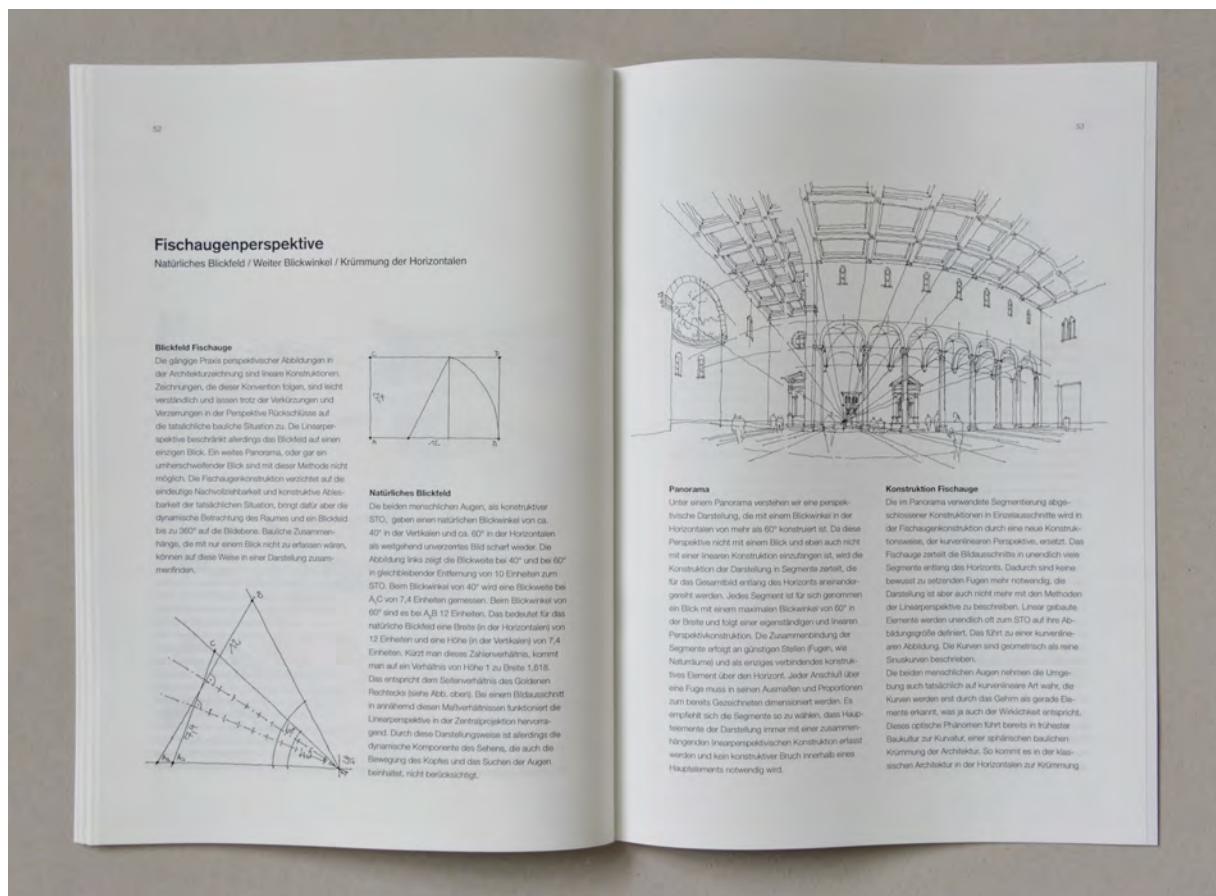 52
Fischaugenperspektive
Natürliches Blickfeld / Weiter Blickwinkel / Krümmung der Horizontalen
Blickfeld Fischauge
Die gängige Praxis perspektivischer Abbildungen in
der Architekturzeichnung sind lineare Konstruktionen.
Zeichnungen, die dieser Konvention folgen, sind leicht
verständlich und lassen trotz der Verkürzungen und
Verzerrungen in der Perspektive Rückschlüsse auf
die tatsächliche bauliche Situation zu. Die Linearper-
spektive beschränkt allerdings das Blickfeld auf einen
einzigen Blick. Ein weites Panorama, oder gar ein
umherschweifender Blick sind mit dieser Methode nicht
möglich. Die Fischaugenkonstruktion verzichtet auf die
eindeutige Nachvollziehbarkeit und konstruktive Ables-
barkeit der tatsächlichen Situation, bringt dafür aber die
dynamische Betrachtung des Raumes und ein Blickfeld
bis zu 360° auf die Bildebene. Bauliche Zusammen-
hänge, die mit nur einem Blick nicht zu erfassen wären,
können auf diese Weise in einer Darstellung zusam-
menfinden.
B
C
12
7,4
C
7,4
A
12
B
Natürliches Blickfeld
Die beiden menschlichen Augen, als konstruktiver
STO, geben einen natürlichen Blickwinkel von ca.
40° in der Vertikalen und ca. 60° in der Horizontalen
als weitgehend unverzerrtes Bild scharf wieder. Die
Abbildung links zeigt die Blickweite bei 40° und bei 60°
in gleichbleibender Entfernung von 10 Einheiten zum
STO. Beim Blickwinkel von 40° wird eine Blickweite bei
A₁C von 7,4 Einheiten gemessen. Beim Blickwinkel von
60° sind es bei A₂B 12 Einheiten. Das bedeutet für das
natürliche Blickfeld eine Breite (in der Horizontalen) von
12 Einheiten und eine Höhe (in der Vertikalen) von 7,4
Einheiten. Kürzt man dieses Zahlenverhältnis, kommt
man auf ein Verhältnis von Höhe 1 zu Breite 1,618.
Das entspricht dem Seitenverhältnis des Goldenen
Rechtecks (siehe Abb. oben). Bei einem Bildausschnitt
in annähernd diesen Maßverhältnissen funktioniert die
Linearperspektive in der Zentralprojektion hervorra-
gend. Durch diese Darstellungsweise ist allerdings die
dynamische Komponente des Sehens, die auch die
Bewegung des Kopfes und das Suchen der Augen
beinhaltet, nicht berücksichtigt.
53
Panorama
Unter einem Panorama verstehen wir eine perspek-
tivische Darstellung, die mit einem Blickwinkel in der
Horizontalen von mehr als 60° konstruiert ist. Da diese
Perspektive nicht mit einem Blick und eben auch nicht
mit einer linearen Konstruktion einzufangen ist, wird die
Konstruktion der Darstellung in Segmente zerteilt, die
für das Gesamtbild entlang des Horizonts aneinander-
gereiht werden. Jedes Segment ist für sich genommen
ein Blick mit einem maximalen Blickwinkel von 60° in
der Breite und folgt einer eigenständigen und linearen
Perspektivkonstruktion. Die Zusammenbindung der
Segmente erfolgt an günstigen Stellen (Fugen, wie
Naturräume) und als einziges verbindendes konstruk-
tives Element über den Horizont. Jeder Anschluß über
eine Fuge muss in seinen Ausmaßen und Proportionen
zum bereits Gezeichneten dimensioniert werden. Es
empfiehlt sich die Segmente so zu wählen, dass Haup-
telemente der Darstellung immer mit einer zusammen-
hängenden linearperspektivischen Konstruktion erfasst
werden und kein konstruktiver Bruch innerhalb eines
Hauptelements notwendig wird.
Konstruktion Fischauge
Die im Panorama verwendete Segmentierung abge-
schlossener Konstruktionen in Einzelausschnitte wird in
der Fischaugenkonstruktion durch eine neue Konstruk-
tionsweise, der kurvenlinearen Perspektive, ersetzt. Das
Fischauge zerteilt die Bildausschnitte in unendlich viele
Segmente entlang des Horizonts. Dadurch sind keine
bewusst zu setzenden Fugen mehr notwendig, die
Darstellung ist aber auch nicht mehr mit den Methoden
der Linearperspektive zu beschreiben. Linear gebaute
Elemente werden unendlich oft zum STO auf ihre Ab-
bildungsgröße definiert. Das führt zu einer kurvenline-
aren Abbildung. Die Kurven sind geometrisch als reine
Sinuskurven beschrieben.
Die beiden menschlichen Augen nehmen die Umge-
bung auch tatsächlich auf kurvenlineare Art wahr, die
Kurven werden erst durch das Gehirn als gerade Ele-
mente erkannt, was ja auch der Wirklichkeit entspricht.
Dieses optische Phänomen führt bereits in frühester
Baukultur zur Kurvatur, einer sphärischen baulichen
Krümmung der Architektur. So kommt es in der klas-
sischen Architektur in der Horizontalen zur Krümmung